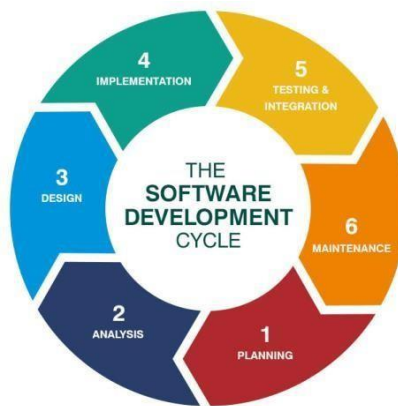 THE
SOFTWARE
DEVELOPMENT
CYCLE
1
PLANNING
2
ANALYSIS
3
DESIGN
4
IMPLEMENTATION
5
TESTING &
INTEGRATION
6
MAINTENANCE